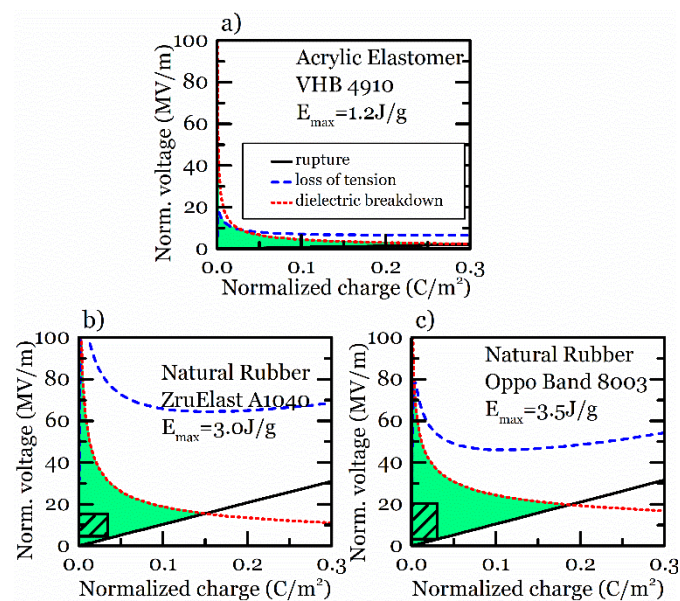 a)
100
80
60
40
20
0
Norm. voltage (MV/m)
Acrylic Elastomer
VHB 4910
Eₘₐₓ=1.2J/g
rupture
loss of tension
dielectric breakdown
0.0
0.1
0.2
0.3
Normalized charge (C/m²)
b)
100
80
60
40
20
0
Norm. voltage (MV/m)
Natural Rubber
ZruElast A1040
Eₘₐₓ=3.0J/g
0.0
0.1
0.2
0.3
Normalized charge (C/m²)
c)
100
80
60
40
20
0
Norm. voltage (MV/m)
Natural Rubber
Oppo Band 8003
Eₘₐₓ=3.5J/g
0.0
0.1
0.2
0.3
Normalized charge (C/m²)